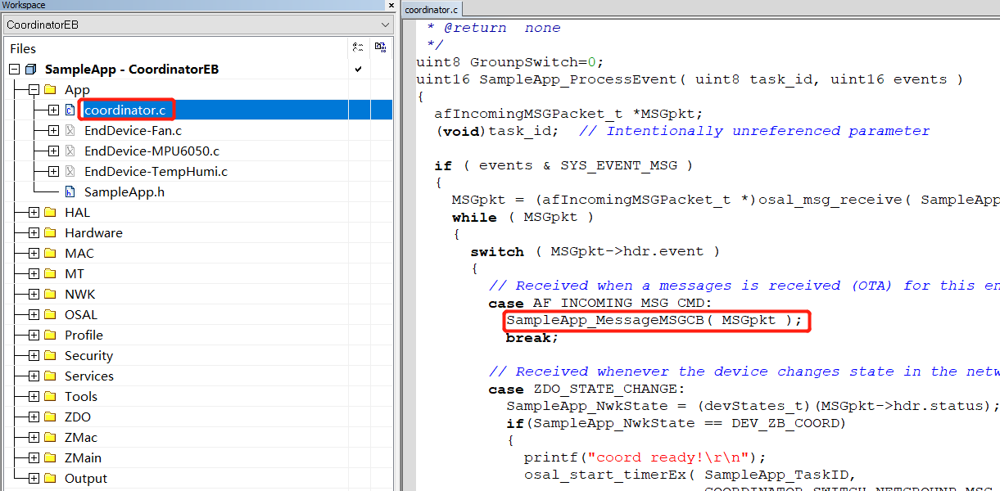 Workspace
CoordinatorEB
Files
SampleApp - CoordinatorEB
App
coordinator.c
EndDevice-Fan.c
EndDevice-MPU6050.c
EndDevice-TempHumi.c
SampleApp.h
HAL
Hardware
MAC
MT
NWK
OSAL
Profile
Security
Services
Tools
ZDO
ZMac
ZMain
Output
coordinator.c
* @return  none
*/
uint8 GrounpSwitch=0;
uint16 SampleApp_ProcessEvent( uint8 task_id, uint16 events )
{
afIncomingMSGPacket_t *MSGpkt;
(void)task_id;  // Intentionally unreferenced parameter
if ( events & SYS_EVENT_MSG )
{
MSGpkt = (afIncomingMSGPacket_t *)osal_msg_receive( SampleApp
while ( MSGpkt )
{
switch ( MSGpkt->hdr.event )
{
// Received when a messages is received (OTA) for this en
case AF_INCOMING_MSG_CMD:
SampleApp_MessageMSGCB( MSGpkt );
break;
// Received whenever the device changes state in the netw
case ZDO_STATE_CHANGE:
SampleApp_NwkState = (devStates_t)(MSGpkt->hdr.status);
if(SampleApp_NwkState == DEV_ZB_COORD)
{
printf("coord ready!\r\n");
osal_start_timerEx( SampleApp_TaskID,
COORDINATOR_SWITCH_NETGROUND_MSG